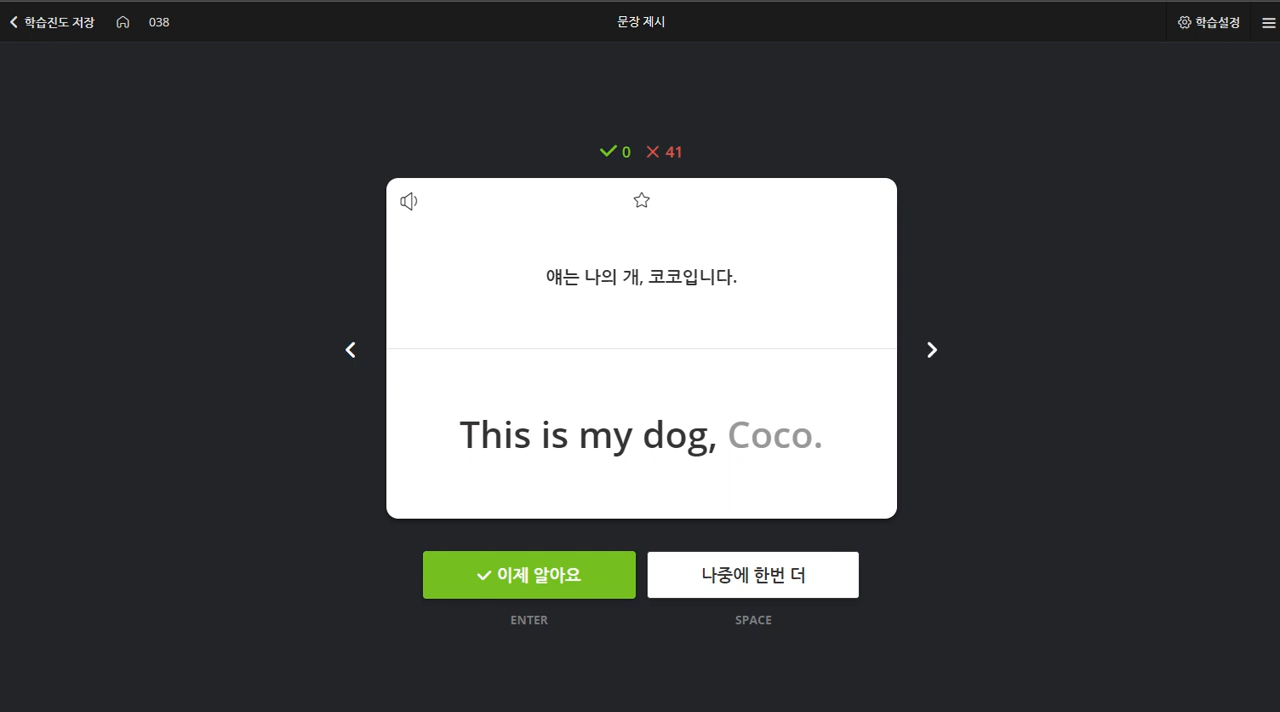 학습진도 저장
038
문장 제시
학습설정
0
41
얘는 나의 개, 코코입니다.
This is my dog, Coco.
이제 알아요
나중에 한번 더
ENTER
SPACE